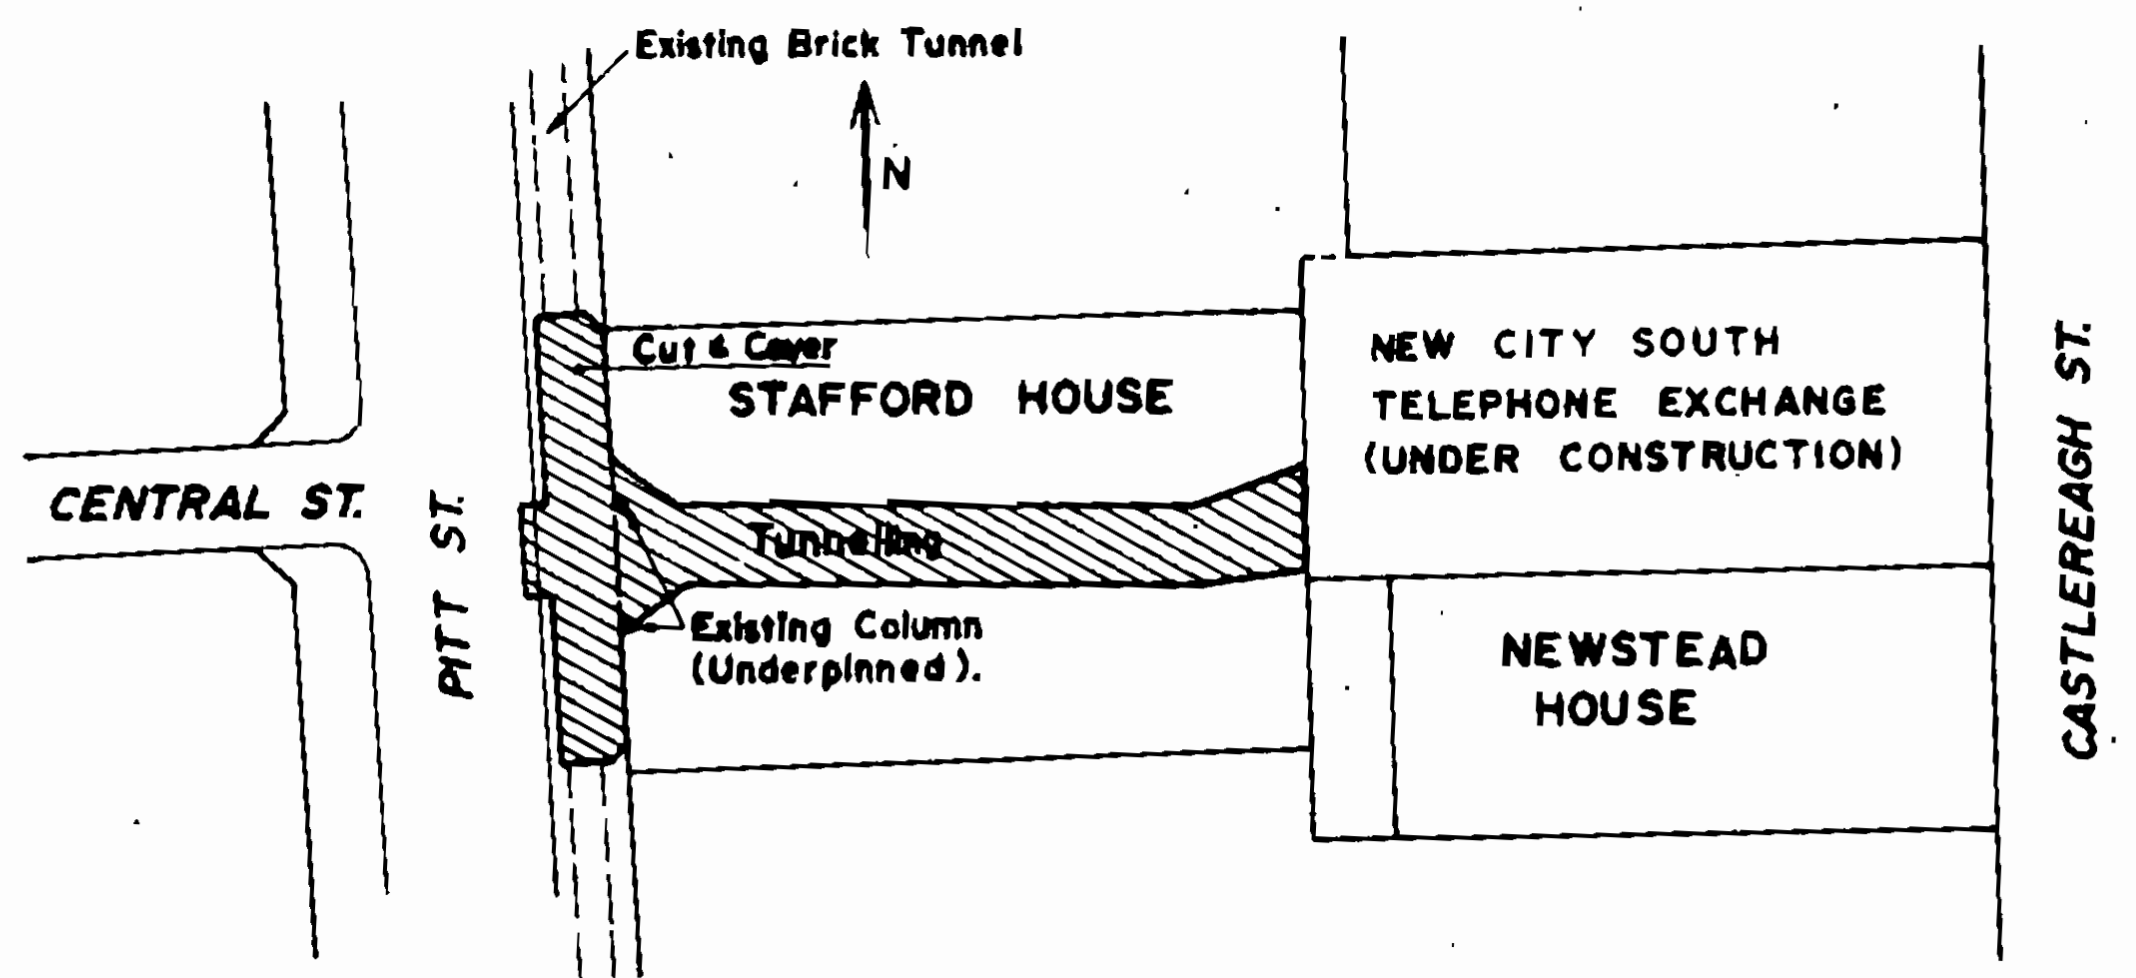 Existing Brick Tunnel
N
Cut & Cover
STAFFORD HOUSE
NEW CITY SOUTH
TELEPHONE EXCHANGE
(UNDER CONSTRUCTION)
CENTRAL ST.
PITT ST.
Tunnelling
CASTLEREAGH ST.
Existing Column
(Underpinned).
NEWSTEAD
HOUSE